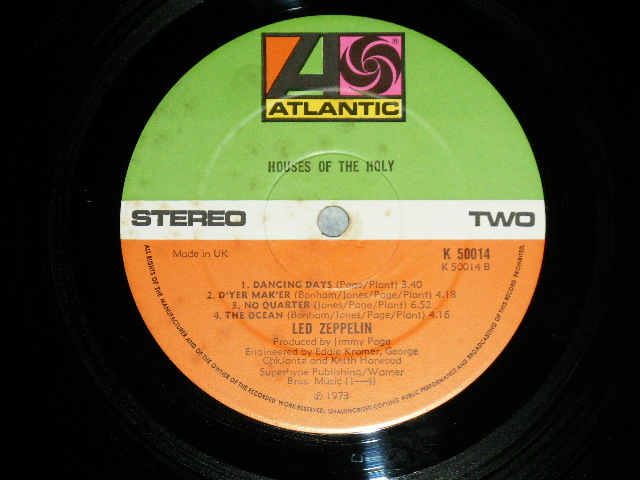 ATLANTIC
®
HOUSES OF THE HOLY
STEREO
TWO
Made in UK
K 50014
K 50014 B
1. DANCING DAYS (Page/Plant) 3.40
2. D'YER MAK'ER (Bonham/Jones/Page/Plant) 4.18
3. NO QUARTER (Jones/Page/Plant) 6.52
4. THE OCEAN (Bonham/Jones/Page/Plant) 4.16
LED ZEPPELIN
Produced by Jimmy Page
Engineered by Eddie Kramer, George
Chkiantz and Keith Harwood
Superhype Publishing/Warner
Bros. Music (1—4)
℗ 1973
ALL RIGHTS OF THE MANUFACTURER AND OF THE OWNER OF THE RECORDED WORK RESERVED. UNAUTHORISED COPYING, PUBLIC PERFORMANCE AND BROADCASTING OF THIS RECORD PROHIBITED.